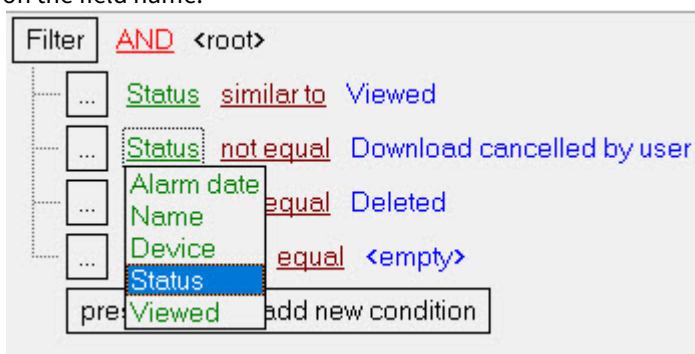 on the field name.
Filter AND <root>
... Status similar to Viewed
... Status not equal Download cancelled by user
Alarm date
... equal Deleted
Name
Device
... equal <empty>
Status
Viewed
add new condition